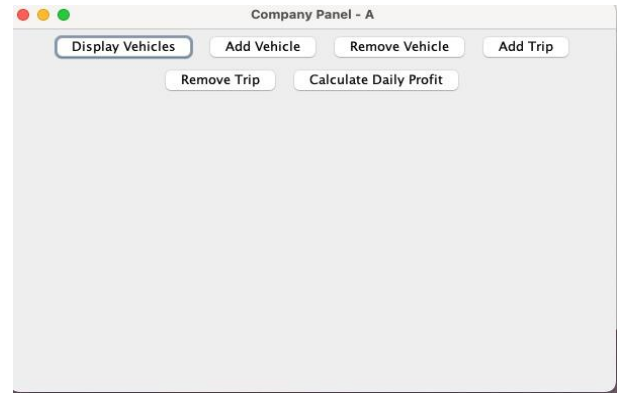 Company Panel - A
Display Vehicles Add Vehicle Remove Vehicle Add Trip
Remove Trip Calculate Daily Profit